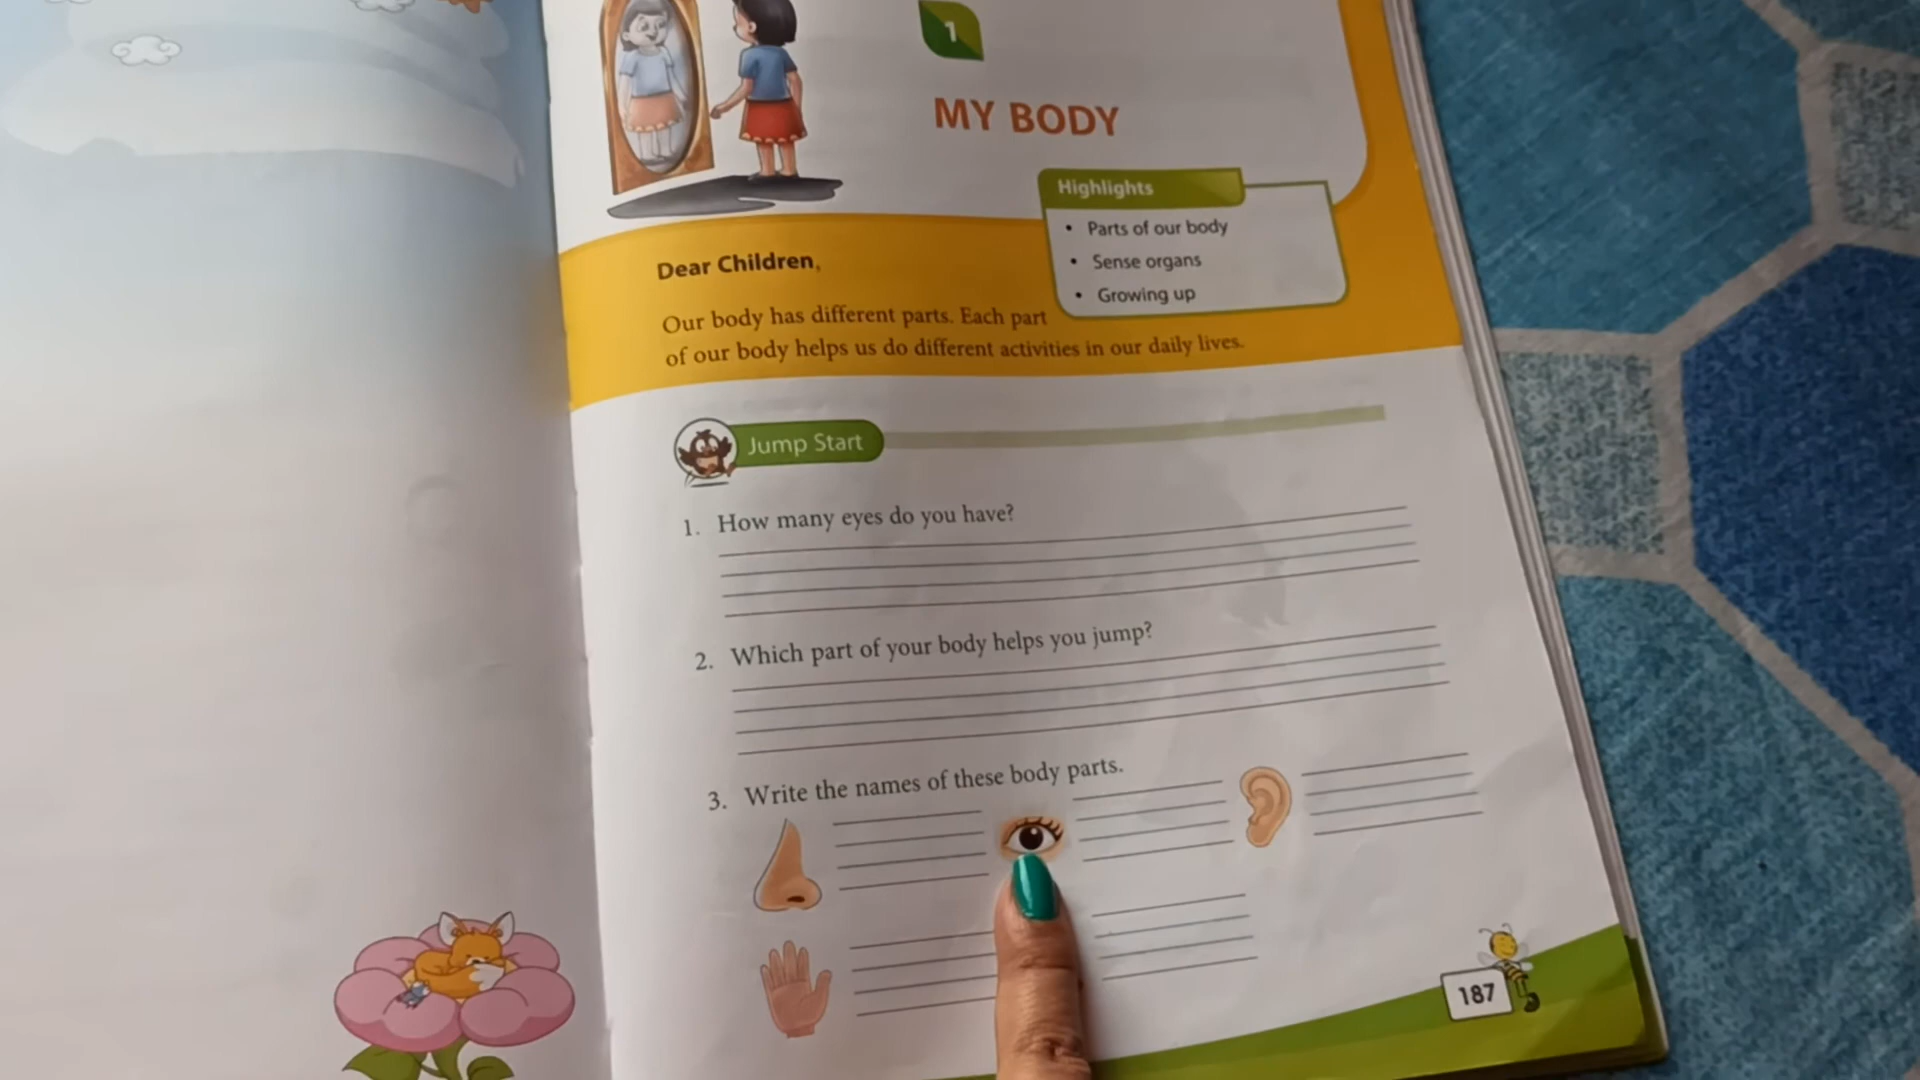 1
MY BODY
Highlights
• Parts of our body
• Sense organs
• Growing up
Dear Children,
Our body has different parts. Each part
of our body helps us do different activities in our daily lives.
Jump Start
1. How many eyes do you have?
2. Which part of your body helps you jump?
3. Write the names of these body parts.
187